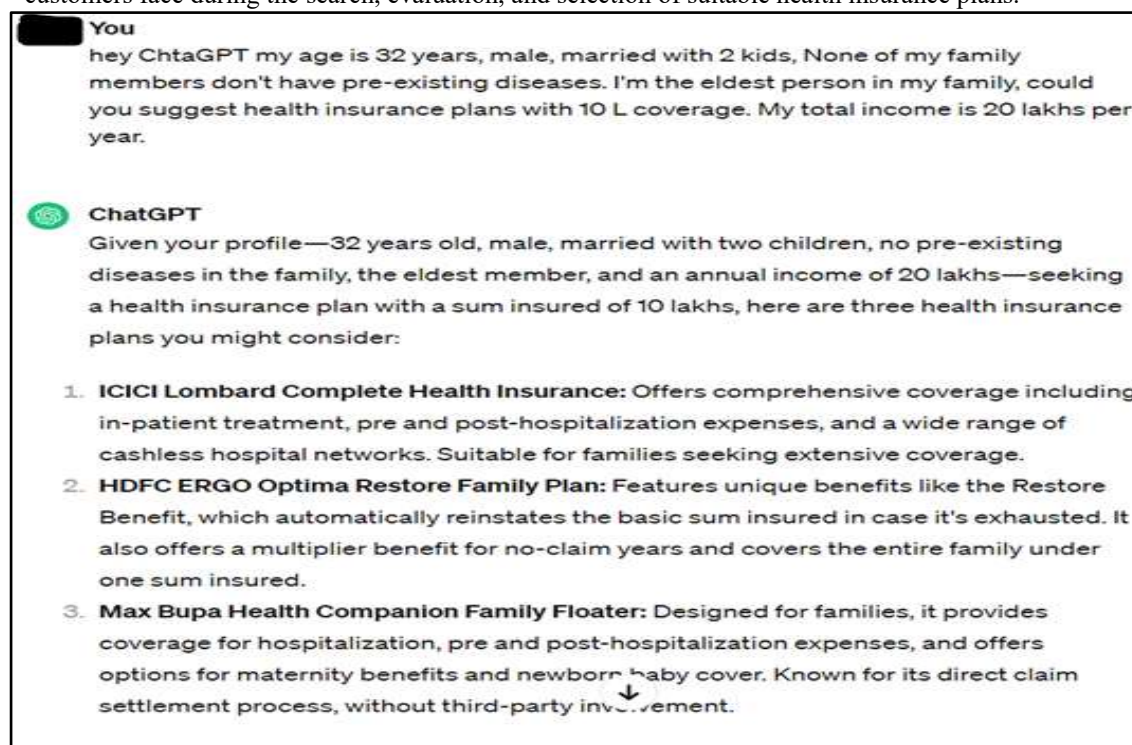 customers face during the search, evaluation, and selection of suitable health insurance plans.
You
hey ChtaGPT my age is 32 years, male, married with 2 kids, None of my family
members don't have pre-existing diseases. I'm the eldest person in my family, could
you suggest health insurance plans with 10 L coverage. My total income is 20 lakhs per
year.
ChatGPT
Given your profile—32 years old, male, married with two children, no pre-existing
diseases in the family, the eldest member, and an annual income of 20 lakhs—seeking
a health insurance plan with a sum insured of 10 lakhs, here are three health insurance
plans you might consider:
1. ICICI Lombard Complete Health Insurance: Offers comprehensive coverage including
in-patient treatment, pre and post-hospitalization expenses, and a wide range of
cashless hospital networks. Suitable for families seeking extensive coverage.
2. HDFC ERGO Optima Restore Family Plan: Features unique benefits like the Restore
Benefit, which automatically reinstates the basic sum insured in case it's exhausted. It
also offers a multiplier benefit for no-claim years and covers the entire family under
one sum insured.
3. Max Bupa Health Companion Family Floater: Designed for families, it provides
coverage for hospitalization, pre and post-hospitalization expenses, and offers
options for maternity benefits and newborn baby cover. Known for its direct claim
settlement process, without third-party involvement.